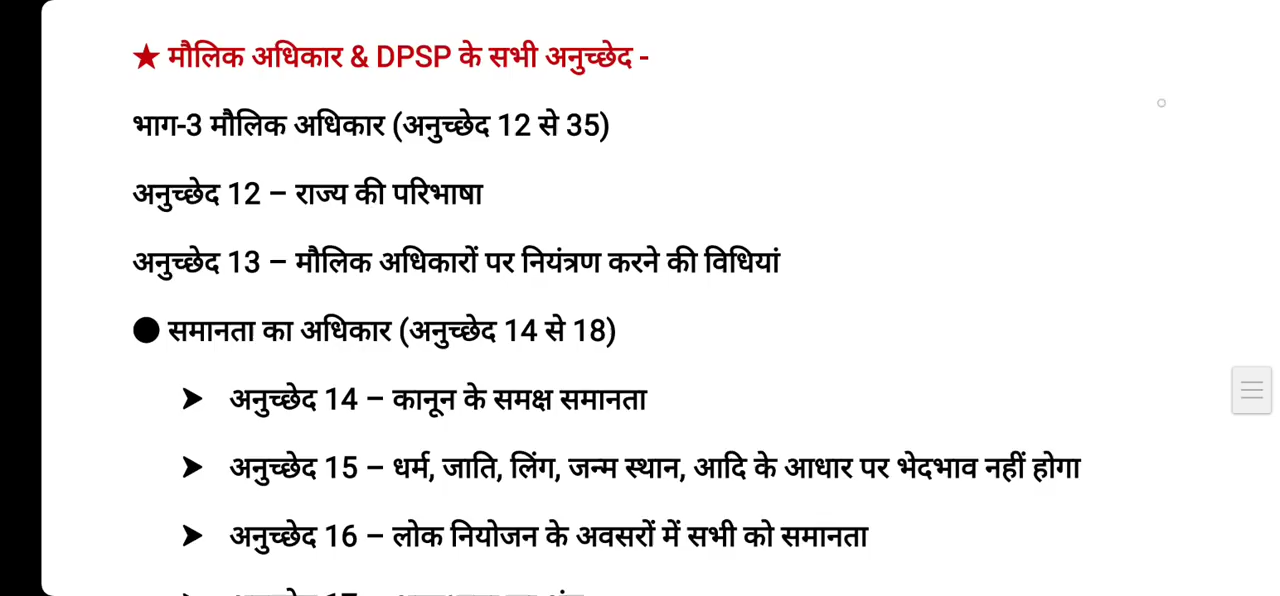 ★ मौलिक अधिकार & DPSP के सभी अनुच्छेद -
भाग-3 मौलिक अधिकार (अनुच्छेद 12 से 35)
अनुच्छेद 12 – राज्य की परिभाषा
अनुच्छेद 13 – मौलिक अधिकारों पर नियंत्रण करने की विधियां
● समानता का अधिकार (अनुच्छेद 14 से 18)
➤ अनुच्छेद 14 – कानून के समक्ष समानता
➤ अनुच्छेद 15 – धर्म, जाति, लिंग, जन्म स्थान, आदि के आधार पर भेदभाव नहीं होगा
➤ अनुच्छेद 16 – लोक नियोजन के अवसरों में सभी को समानता